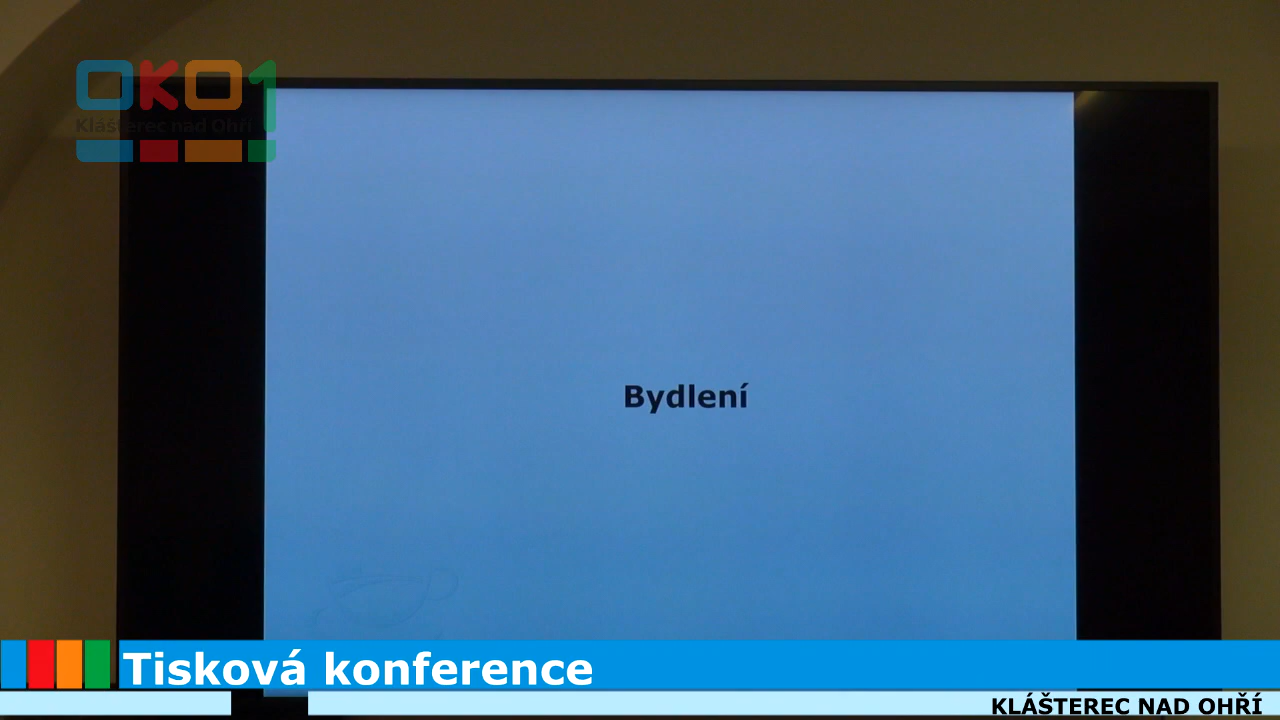 OKO1
Klášterec nad Ohří
Bydlení
Tisková konference
KLÁŠTEREC NAD OHŘÍ